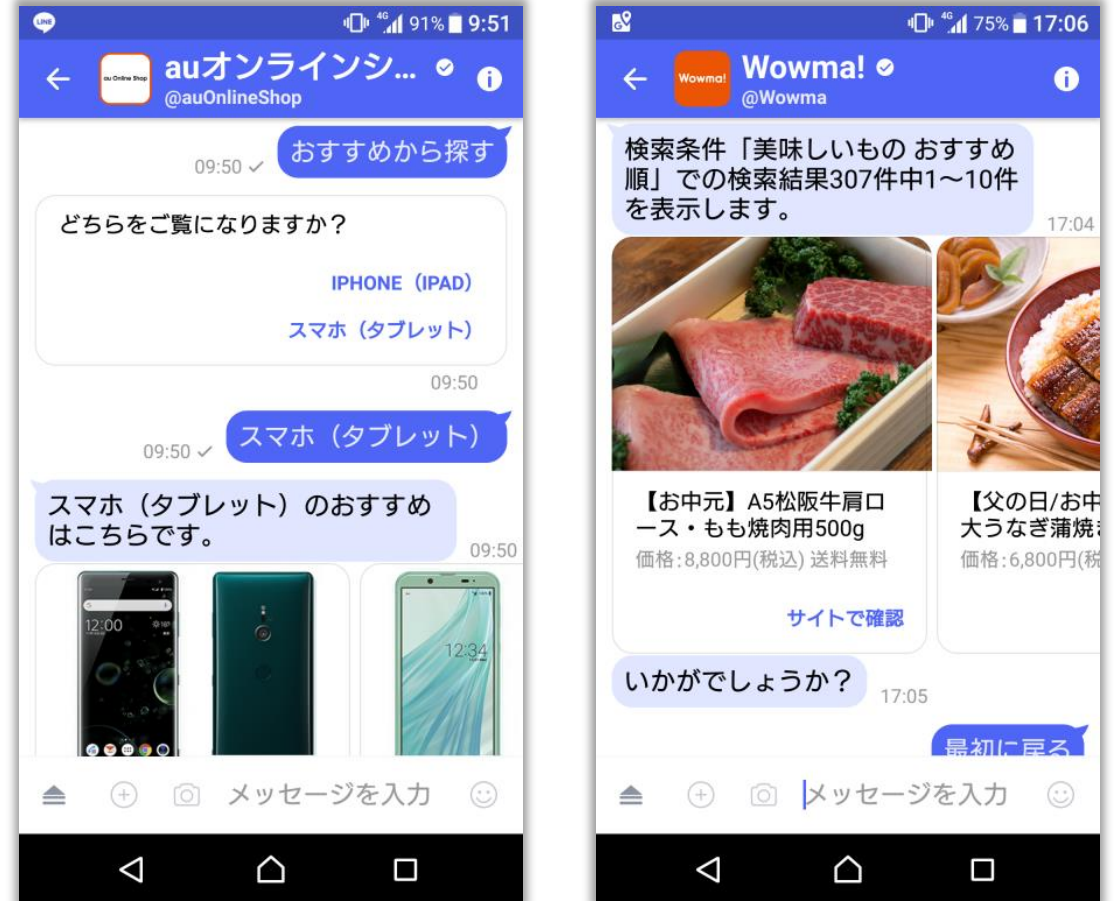 LINE
4G 91% 9:51
au Online Shop
auオンラインシ...
@auOnlineShop
おすすめから探す
09:50
どちらをご覧になりますか？
IPHONE（IPAD）
スマホ（タブレット）
09:50
スマホ（タブレット）
09:50
スマホ（タブレット）のおすすめ
はこちらです。
09:50
12:00
12:34
メッセージを入力
G
4G 75% 17:06
Wowma!
Wowma!
@Wowma
検索条件「美味しいもの おすすめ
順」での検索結果307件中1～10件
を表示します。
17:04
【お中元】A5松阪牛肩ロ
ース・もも焼肉用500g
価格:8,800円(税込) 送料無料
サイトで確認
【父の日/お中
大うなぎ蒲焼
価格:6,800円(税
いかがでしょうか？
17:05
最初に戻る
メッセージを入力